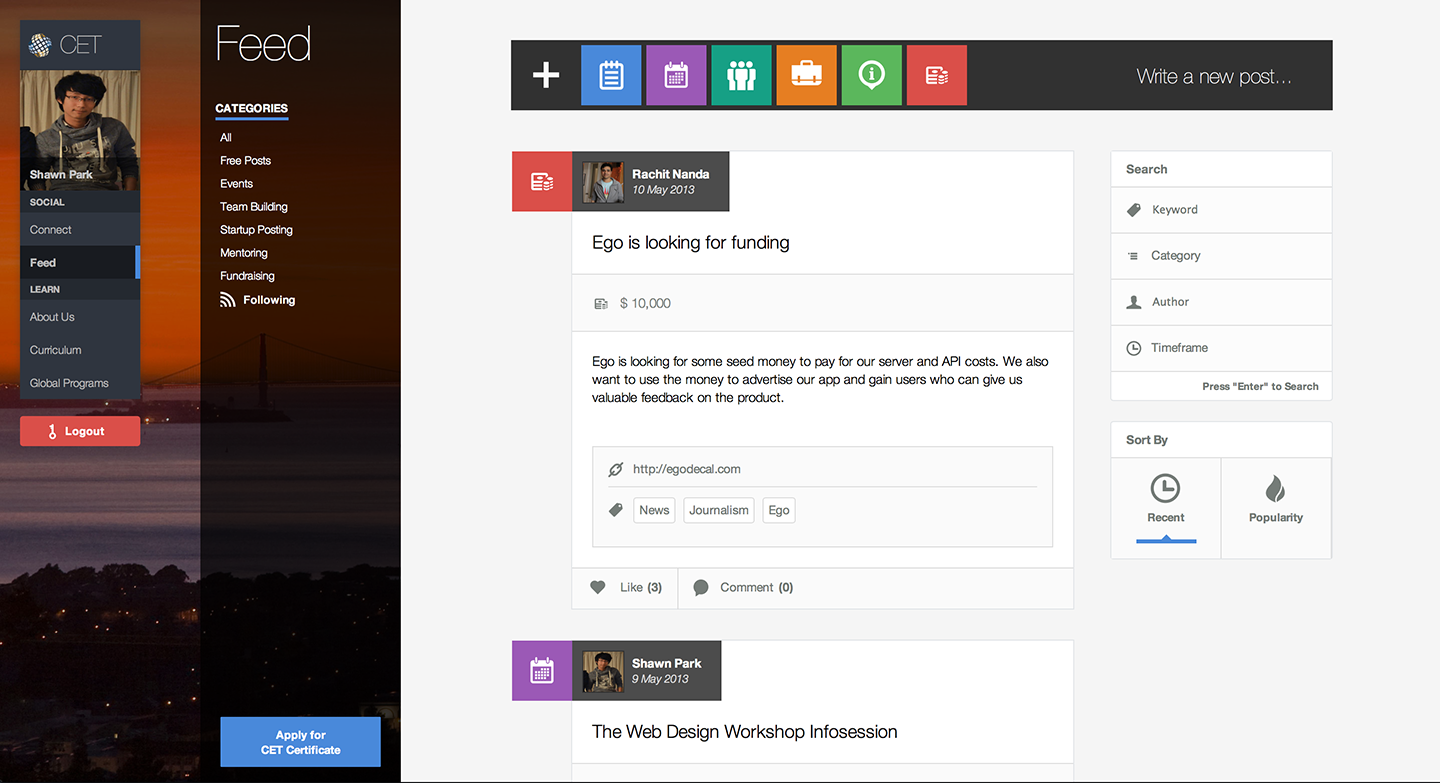 CET
Shawn Park
SOCIAL
Connect
Feed
LEARN
About Us
Curriculum
Global Programs
Logout
Feed
CATEGORIES
All
Free Posts
Events
Team Building
Startup Posting
Mentoring
Fundraising
Following
Apply for
CET Certificate
Write a new post...
Rachit Nanda
10 May 2013
Ego is looking for funding
$ 10,000
Ego is looking for some seed money to pay for our server and API costs. We also
want to use the money to advertise our app and gain users who can give us
valuable feedback on the product.
http://egodecal.com
News Journalism Ego
Like (3) Comment (0)
Shawn Park
9 May 2013
The Web Design Workshop Infosession
Search
Keyword
Category
Author
Timeframe
Press "Enter" to Search
Sort By
Recent Popularity